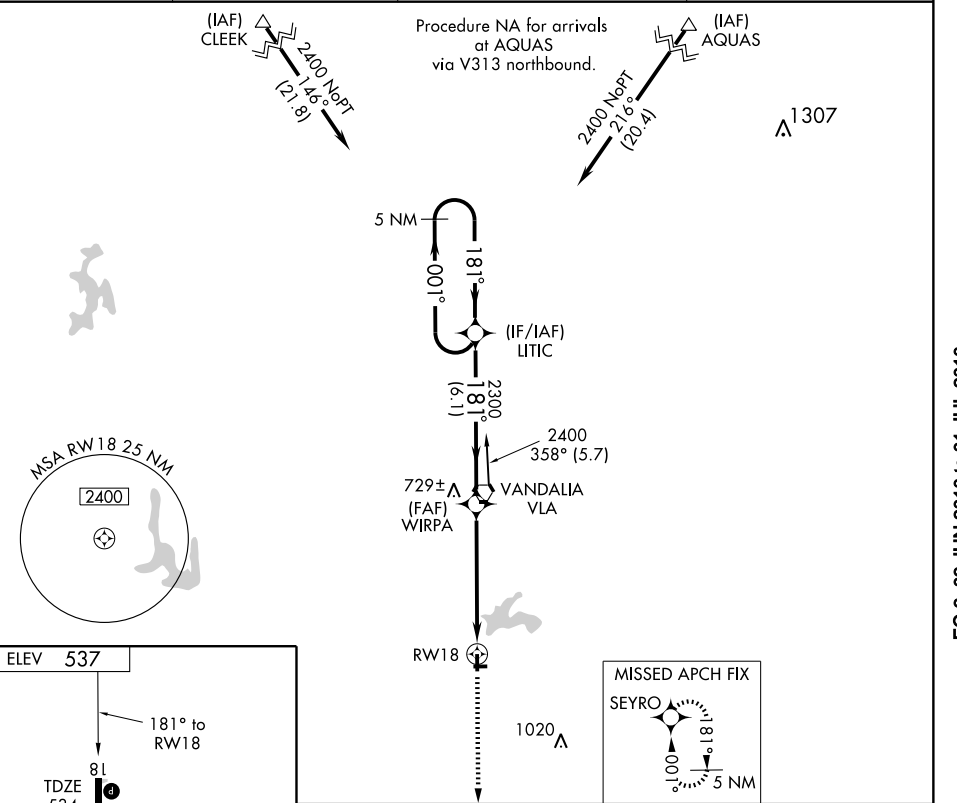 (IAF)
CLEEK
2400 NoPT
146°
(21.8)
Procedure NA for arrivals
at AQUAS
via V313 northbound.
(IAF)
AQUAS
2400 NoPT
216°
(20.4)
1307
5 NM
001°
181°
(IF/IAF)
LITIC
2300
181°
(6.1)
2400
358° (5.7)
MSA RW18 25 NM
2400
729±
(FAF)
WIRPA
VANDALIA
VLA
RW18
1020
MISSED APCH FIX
SEYRO
181°
001°
5 NM
ELEV 537
181° to
RW18
18
TDZE
P